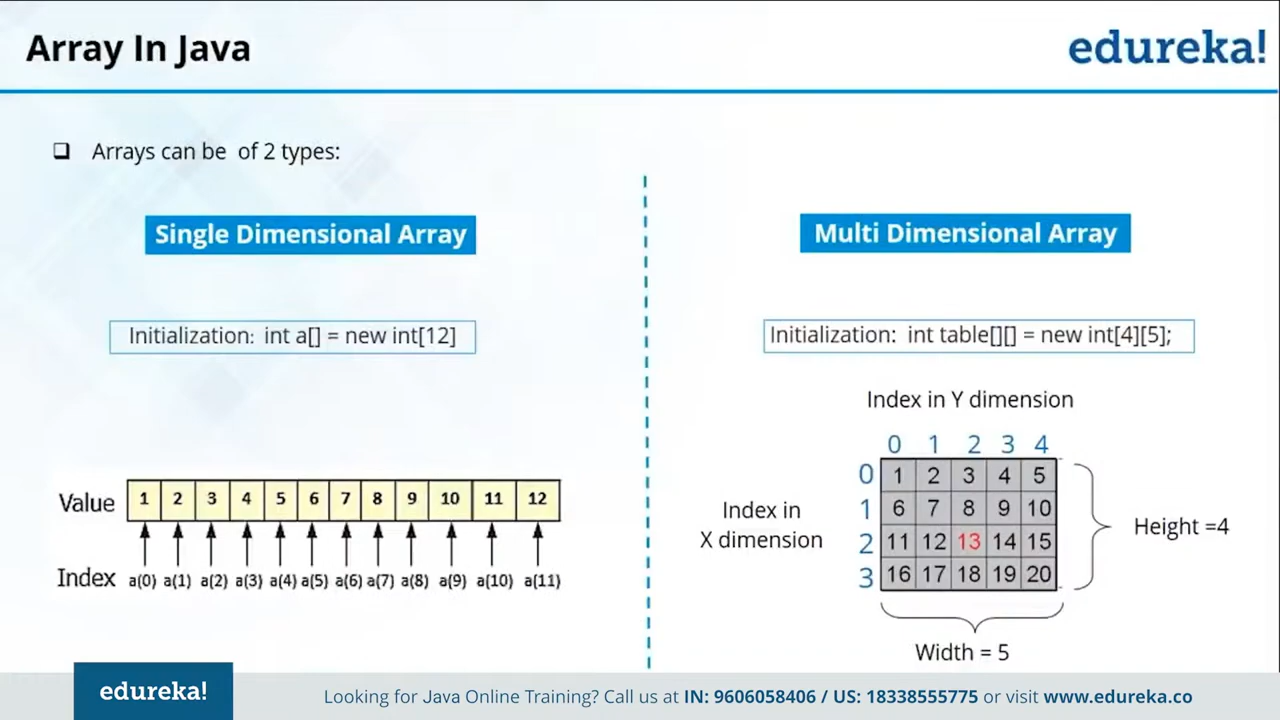 Array In Java
edureka!
❑ Arrays can be of 2 types:
Single Dimensional Array
Initialization: int a[] = new int[12]
Value 1 2 3 4 5 6 7 8 9 10 11 12
Index a(0) a(1) a(2) a(3) a(4) a(5) a(6) a(7) a(8) a(9) a(10) a(11)
Multi Dimensional Array
Initialization: int table[][] = new int[4][5];
Index in Y dimension
0 1 2 3 4
0 1 2 3 4 5
1 6 7 8 9 10
2 11 12 13 14 15
3 16 17 18 19 20
Index in
X dimension
Height =4
Width = 5
edureka!
Looking for Java Online Training? Call us at IN: 9606058406 / US: 18338555775 or visit www.edureka.co